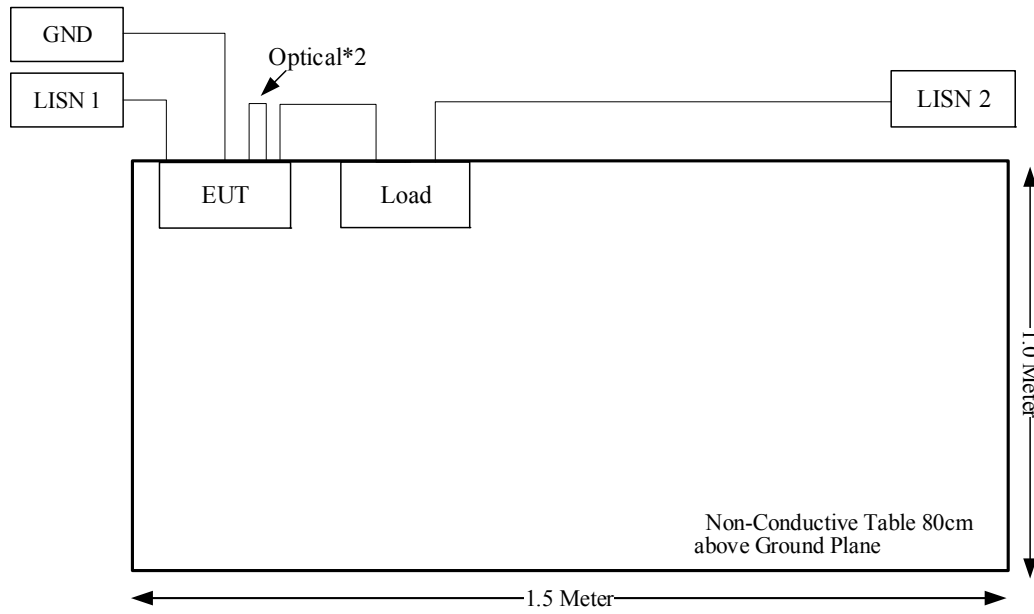 GND
Optical*2
LISN 1
LISN 2
EUT
Load
1.0 Meter
Non-Conductive Table 80cm
above Ground Plane
1.5 Meter